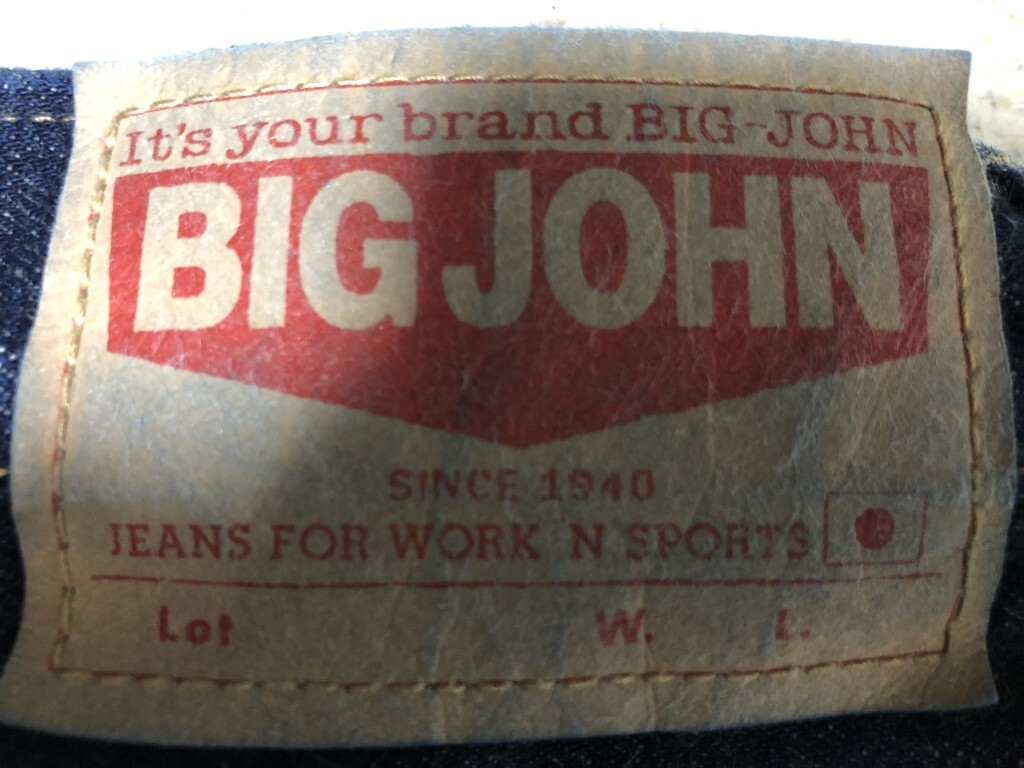 It's your brand BIG-JOHN
BIG JOHN
SINCE 1940
JEANS FOR WORK N SPORTS
Lot W. L.